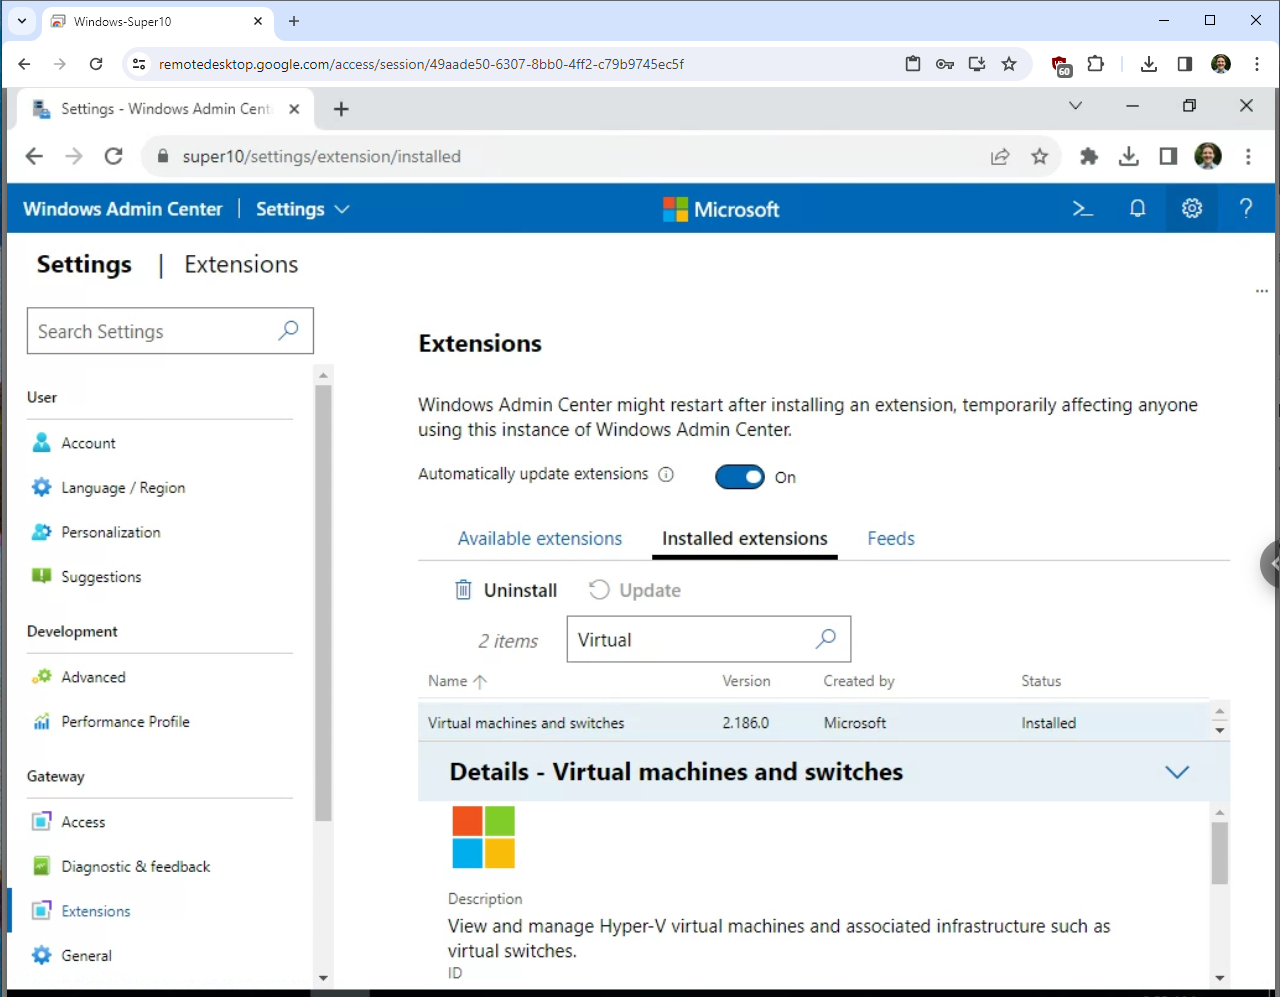 Windows-Super10
remotedesktop.google.com/access/session/49aade50-6307-8bb0-4ff2-c79b9745ec5f
60
Settings - Windows Admin Cent
super10/settings/extension/installed
Windows Admin Center | Settings
Microsoft
Settings | Extensions
...
Search Settings
User
Account
Language / Region
Personalization
Suggestions
Development
Advanced
Performance Profile
Gateway
Access
Diagnostic & feedback
Extensions
General
Extensions
Windows Admin Center might restart after installing an extension, temporarily affecting anyone
using this instance of Windows Admin Center.
Automatically update extensions
On
Available extensions
Installed extensions
Feeds
Uninstall
Update
2 items
Virtual
Name Version Created by Status
Virtual machines and switches 2.186.0 Microsoft Installed
Details - Virtual machines and switches
Description
View and manage Hyper-V virtual machines and associated infrastructure such as
virtual switches.
ID